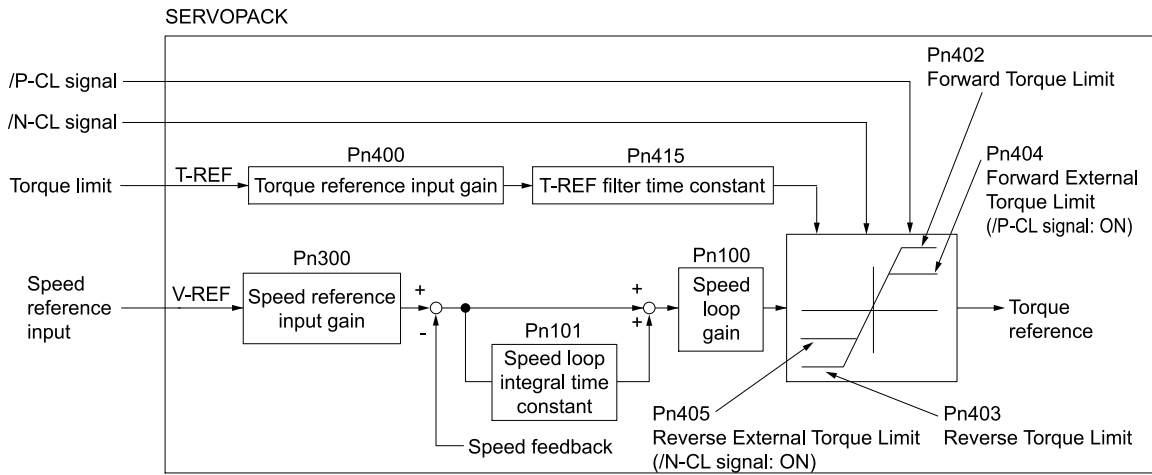 SERVOPACK
/P-CL signal
/N-CL signal
Torque limit
T-REF
Pn400
Torque reference input gain
Pn415
T-REF filter time constant
Pn402
Forward Torque Limit
Pn404
Forward External
Torque Limit
(/P-CL signal: ON)
Speed
reference
input
V-REF
Pn300
Speed reference
input gain
+
-
Pn101
Speed loop
integral time
constant
+
+
Pn100
Speed
loop
gain
Torque
reference
Speed feedback
Pn405
Reverse External Torque Limit
(/N-CL signal: ON)
Pn403
Reverse Torque Limit